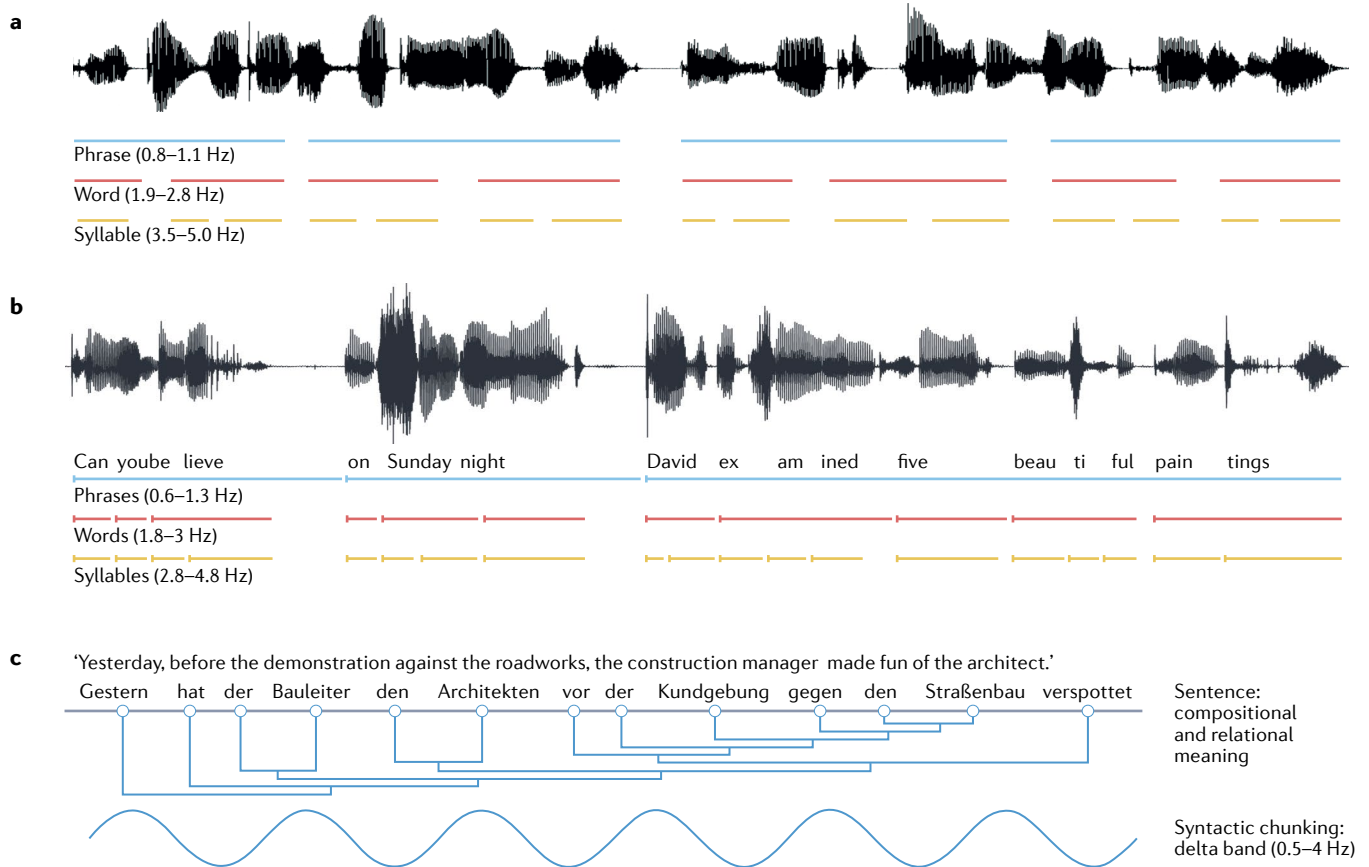 a
Phrase (0.8–1.1 Hz)
Word (1.9–2.8 Hz)
Syllable (3.5–5.0 Hz)
b
Can yoube lieve on Sunday night David ex am ined five beau ti ful pain tings
Phrases (0.6–1.3 Hz)
Words (1.8–3 Hz)
Syllables (2.8–4.8 Hz)
c
'Yesterday, before the demonstration against the roadworks, the construction manager made fun of the architect.'
Gestern hat der Bauleiter den Architekten vor der Kundgebung gegen den Straßenbau verspottet
Sentence:
compositional
and relational
meaning
Syntactic chunking:
delta band (0.5–4 Hz)